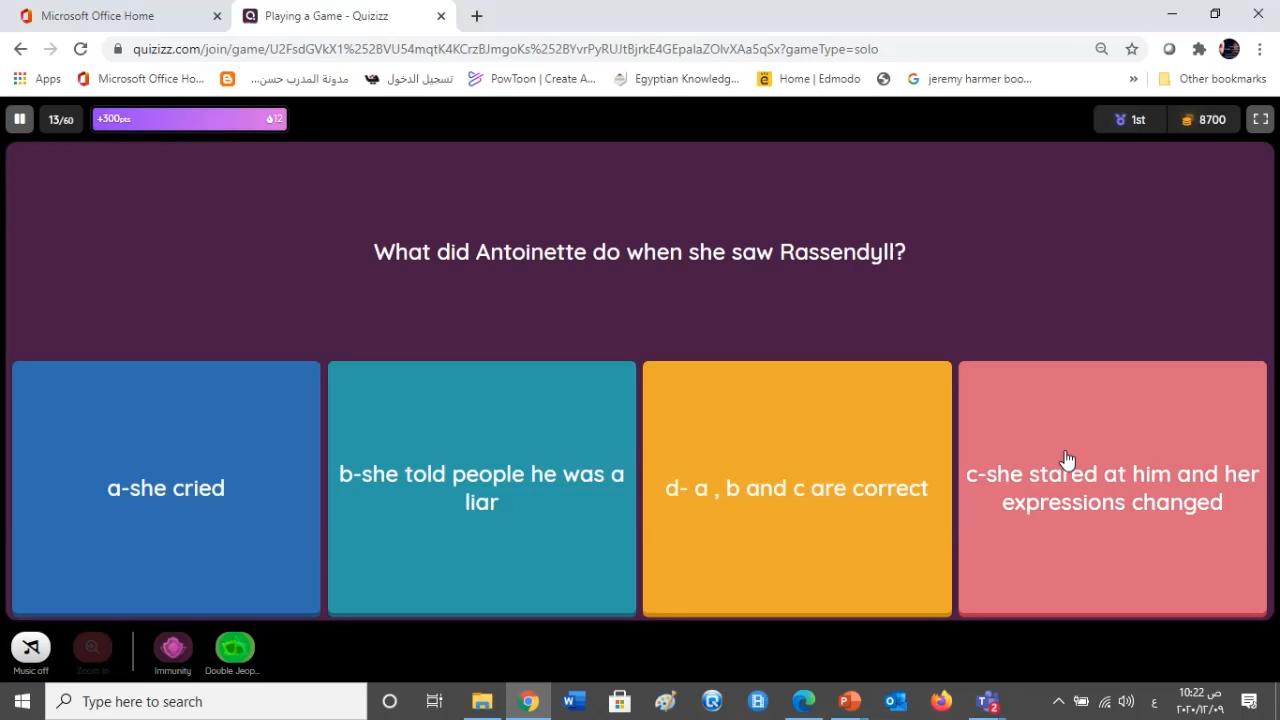 Microsoft Office Home
Playing a Game - Quizizz
quizizz.com/join/game/U2FsdGVkX1%252BVU54mqtK4KCrzBJmgoKs%252BYvrPyRUJtBjrkE4GEpalaZOlvXAa5qSx?gameType=solo
Apps
Microsoft Office Ho...
مدونة المدرب حسن...
تسجيل الدخول
PowToon | Create A...
Egyptian Knowleg...
Home | Edmodo
jeremy harmer boo...
»
Other bookmarks
13/60
+300pts
12
1st
8700
What did Antoinette do when she saw Rassendyll?
a-she cried
b-she told people he was a
liar
d- a , b and c are correct
c-she stared at him and her
expressions changed
Music off
Zoom in
Immunity
Double Jeop...
Type here to search
2
ع
10:22 ص
٢٠٢٠/١٢/٠٩